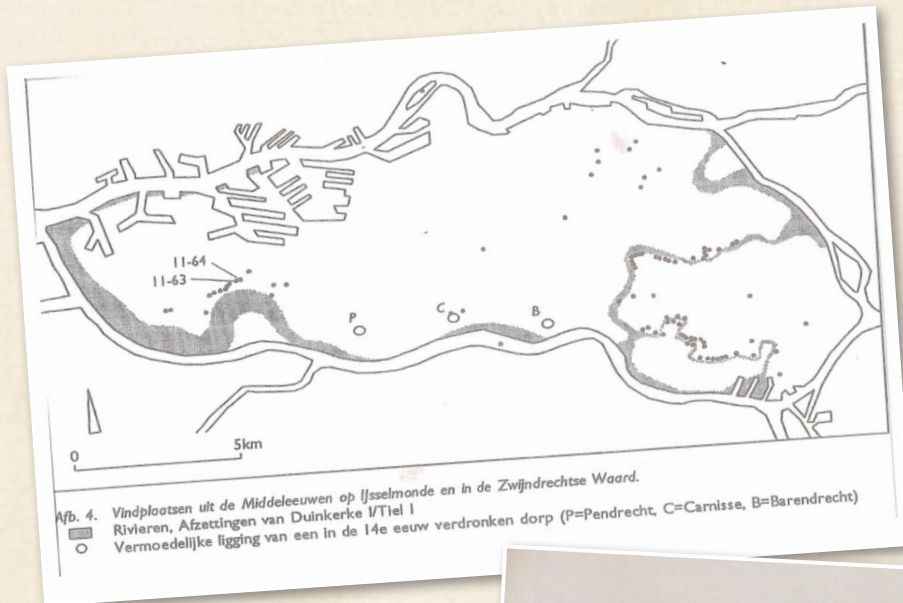 11-64
11-63
P
C
B
0
5km
Afb. 4. Vindplaatsen uit de Middeleeuwen op IJsselmonde en in de Zwijndrechtse Waard.
Rivieren, Afzettingen van Duinkerke I/Tiel I
Vermoedelijke ligging van een in de 14e eeuw verdronken dorp (P=Pendrecht, C=Carnisse, B=Barendrecht)